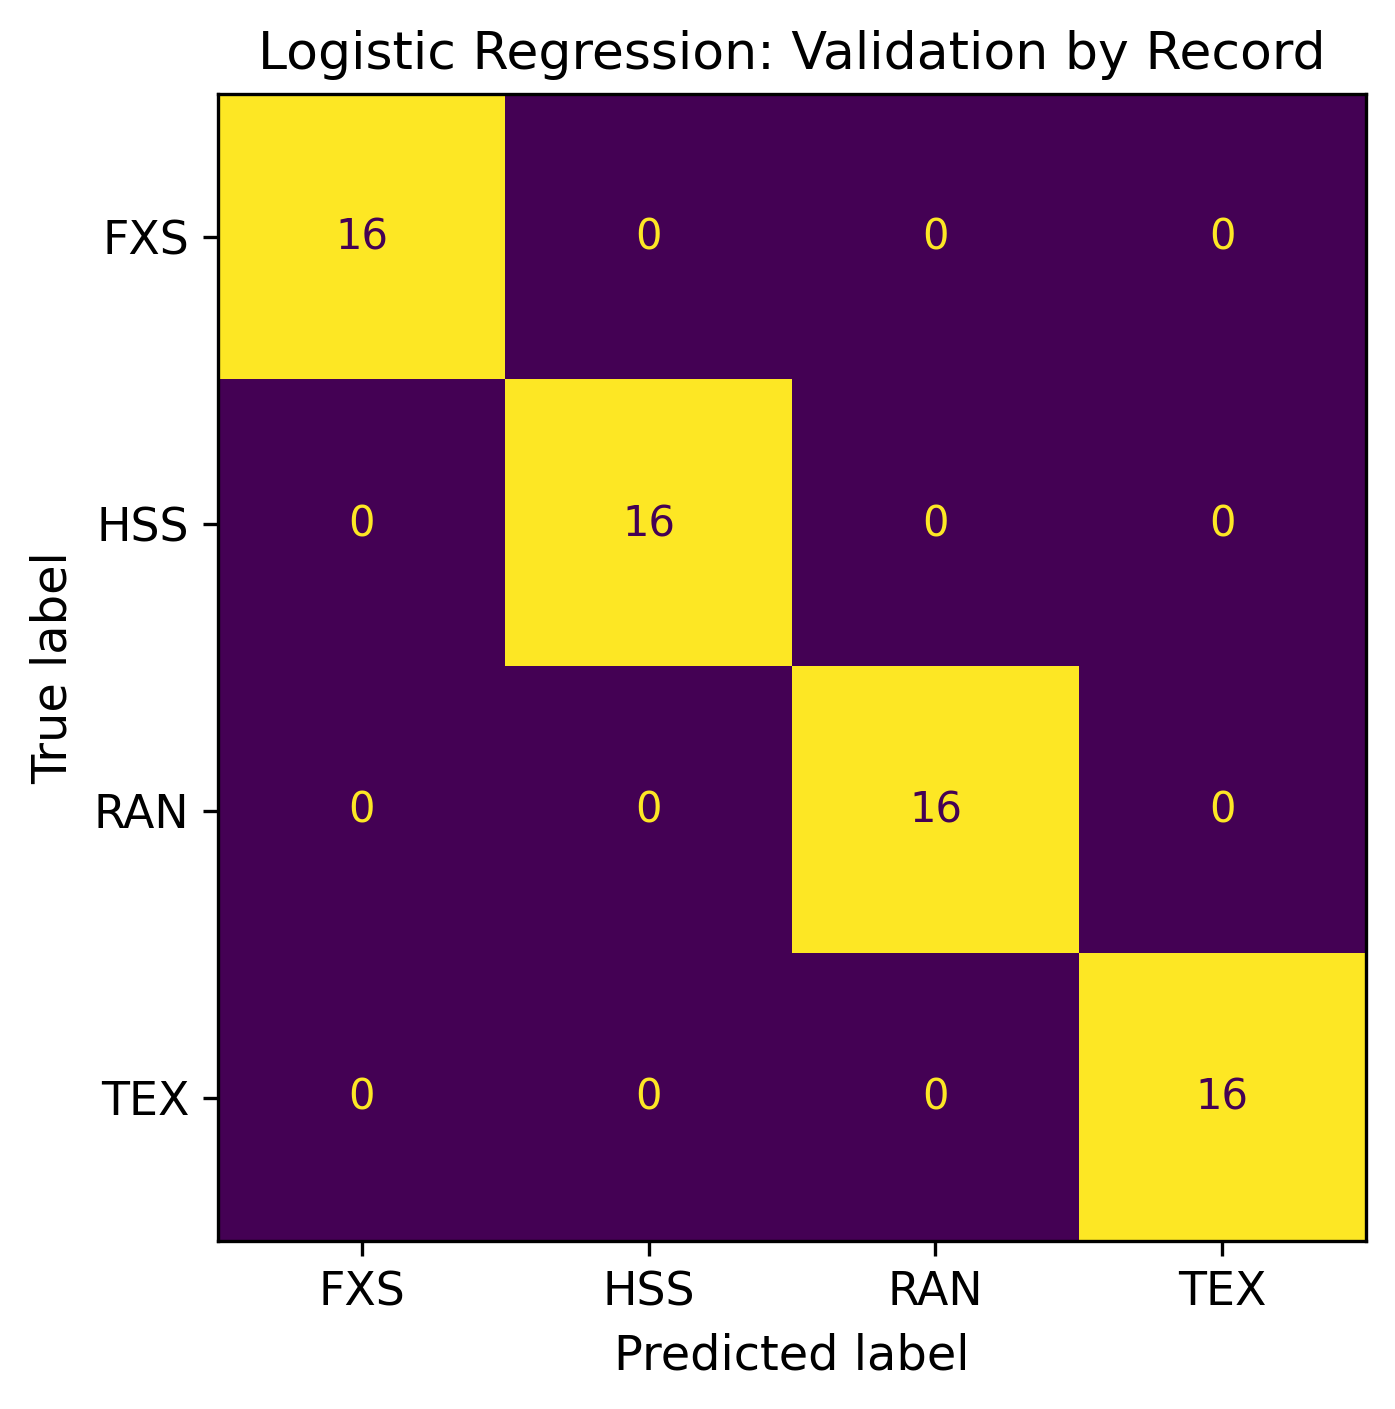 Logistic Regression: Validation by Record
FXS 16 0 0 0
HSS 0 16 0 0
RAN 0 0 16 0
TEX 0 0 0 16
True label
FXS HSS RAN TEX
Predicted label